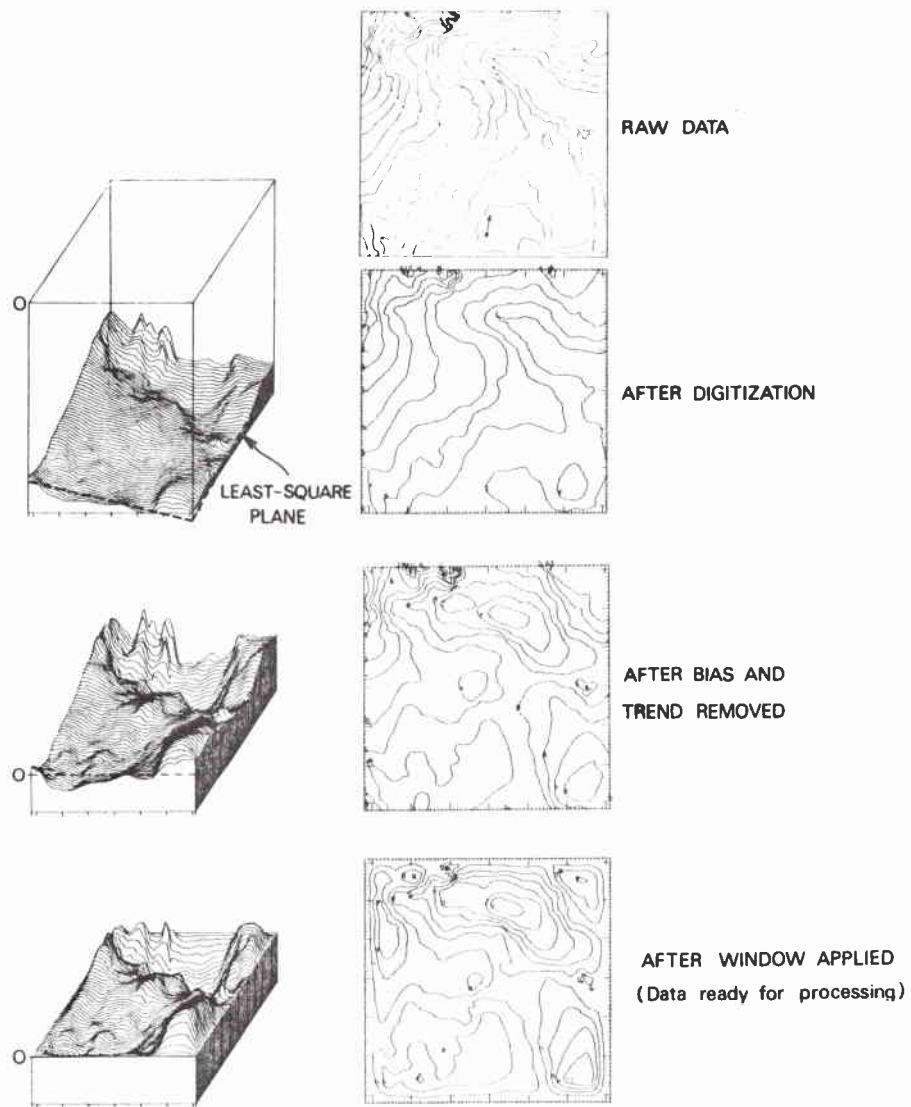 RAW DATA
O
AFTER DIGITIZATION
LEAST-SQUARE
PLANE
AFTER BIAS AND
TREND REMOVED
O
AFTER WINDOW APPLIED
(Data ready for processing)
O